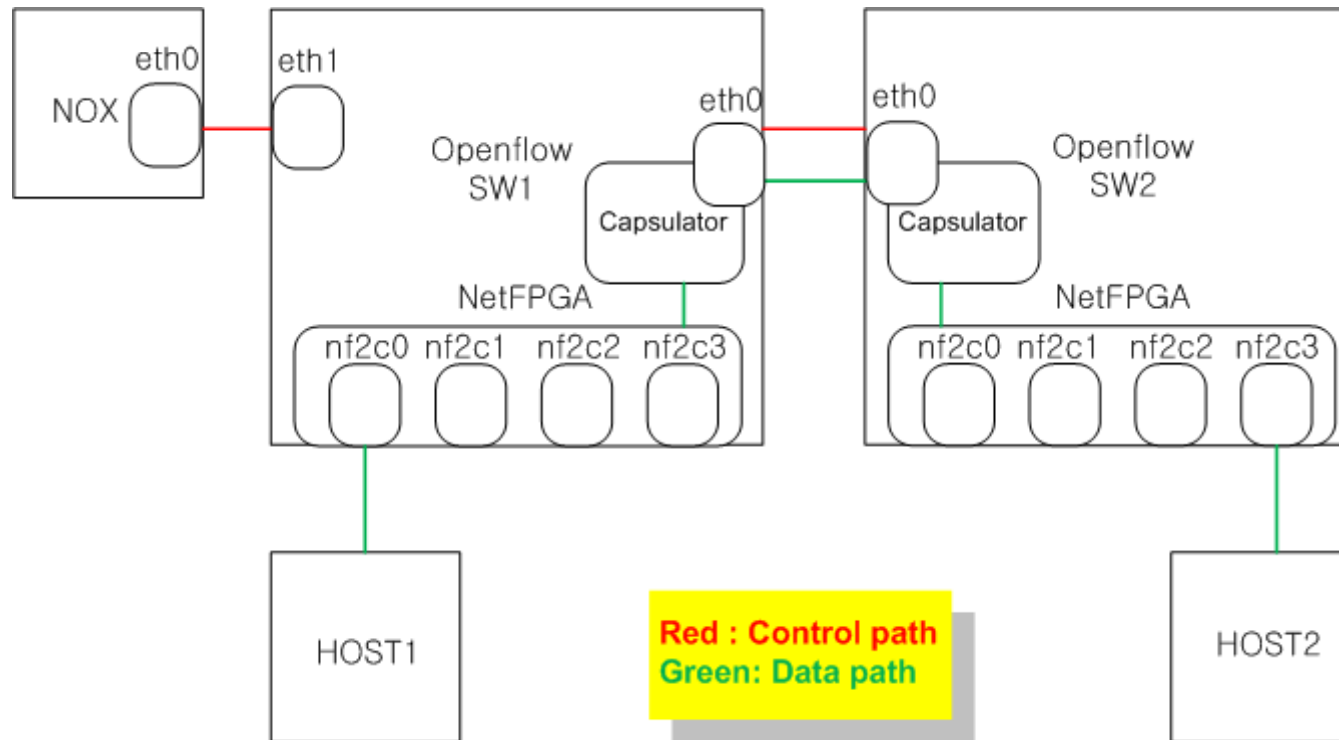 eth0
NOX
eth1
eth0
Openflow
SW1
Capsulator
NetFPGA
nf2c0
nf2c1
nf2c2
nf2c3
eth0
Openflow
SW2
Capsulator
NetFPGA
nf2c0
nf2c1
nf2c2
nf2c3
HOST1
Red : Control path
Green: Data path
HOST2